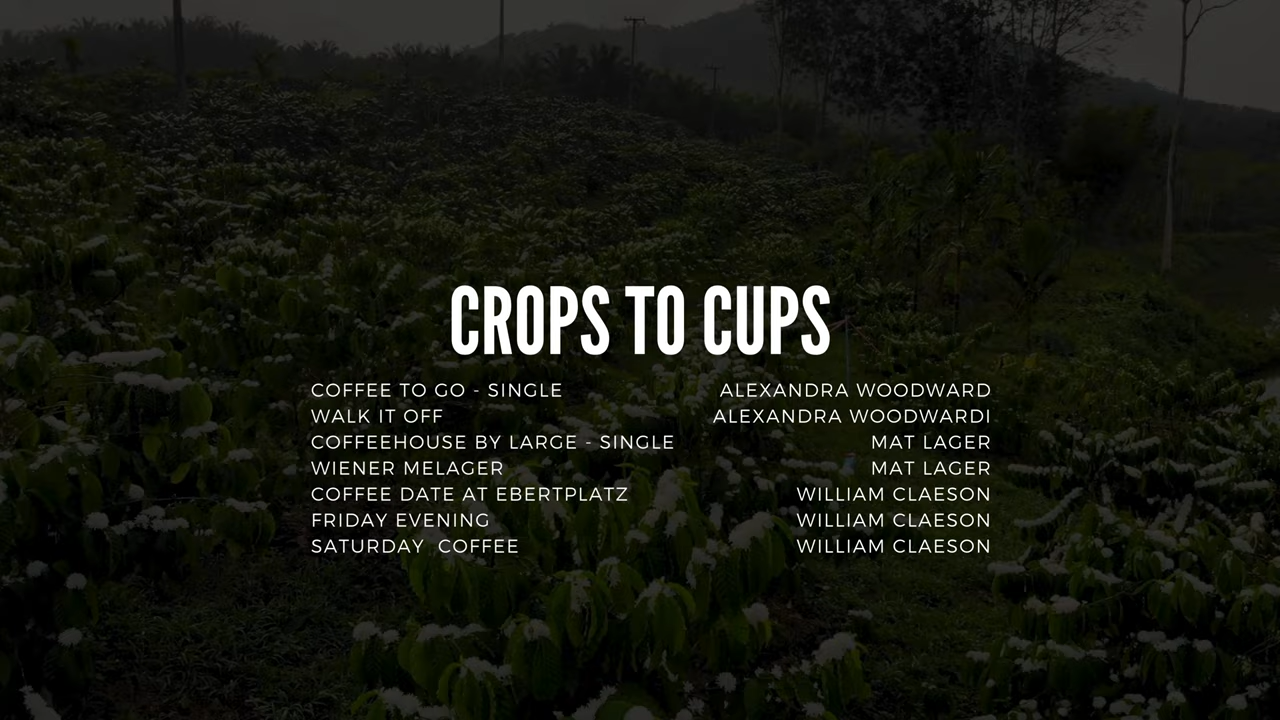 CROPS TO CUPS
COFFEE TO GO - SINGLE ALEXANDRA WOODWARD
WALK IT OFF ALEXANDRA WOODWARDI
COFFEEHOUSE BY LARGE - SINGLE MAT LAGER
WIENER MELAGER MAT LAGER
COFFEE DATE AT EBERTPLATZ WILLIAM CLAESON
FRIDAY EVENING WILLIAM CLAESON
SATURDAY  COFFEE WILLIAM CLAESON